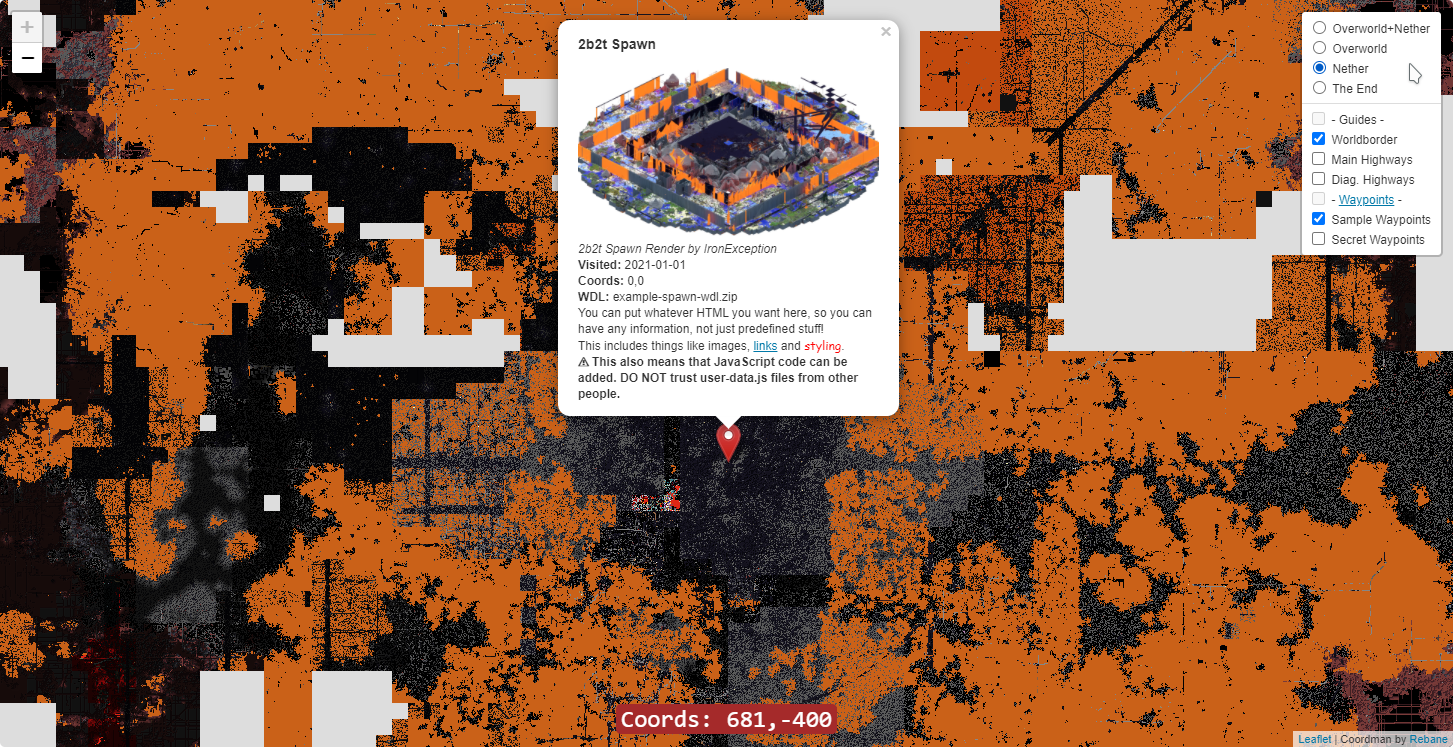 +
−
2b2t Spawn
×
2b2t Spawn Render by IronException
Visited: 2021-01-01
Coords: 0,0
WDL: example-spawn-wdl.zip
You can put whatever HTML you want here, so you can
have any information, not just predefined stuff!
This includes things like images, links and styling.
⚠ This also means that JavaScript code can be
added. DO NOT trust user-data.js files from other
people.
Overworld+Nether
Overworld
Nether
The End
- Guides -
Worldborder
Main Highways
Diag. Highways
- Waypoints -
Sample Waypoints
Secret Waypoints
Coords: 681,-400
Leaflet | Coordman by Rebane